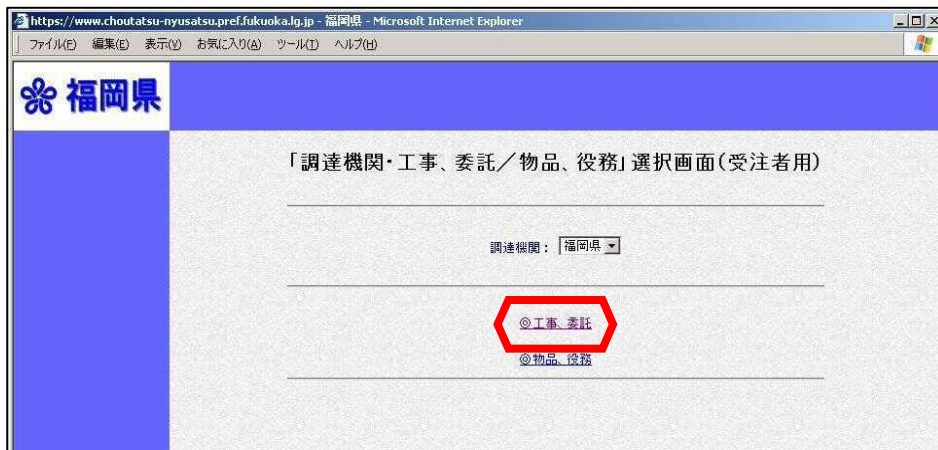 https://www.choutatsu-nyusatsu.pref.fukuoka.lg.jp - 福岡県 - Microsoft Internet Explorer
ファイル(F) 編集(E) 表示(V) お気に入り(A) ツール(T) ヘルプ(H)
福岡県
「調達機関・工事、委託／物品、役務」選択画面(受注者用)
調達機関： 福岡県
◎工事、委託
◎物品、役務